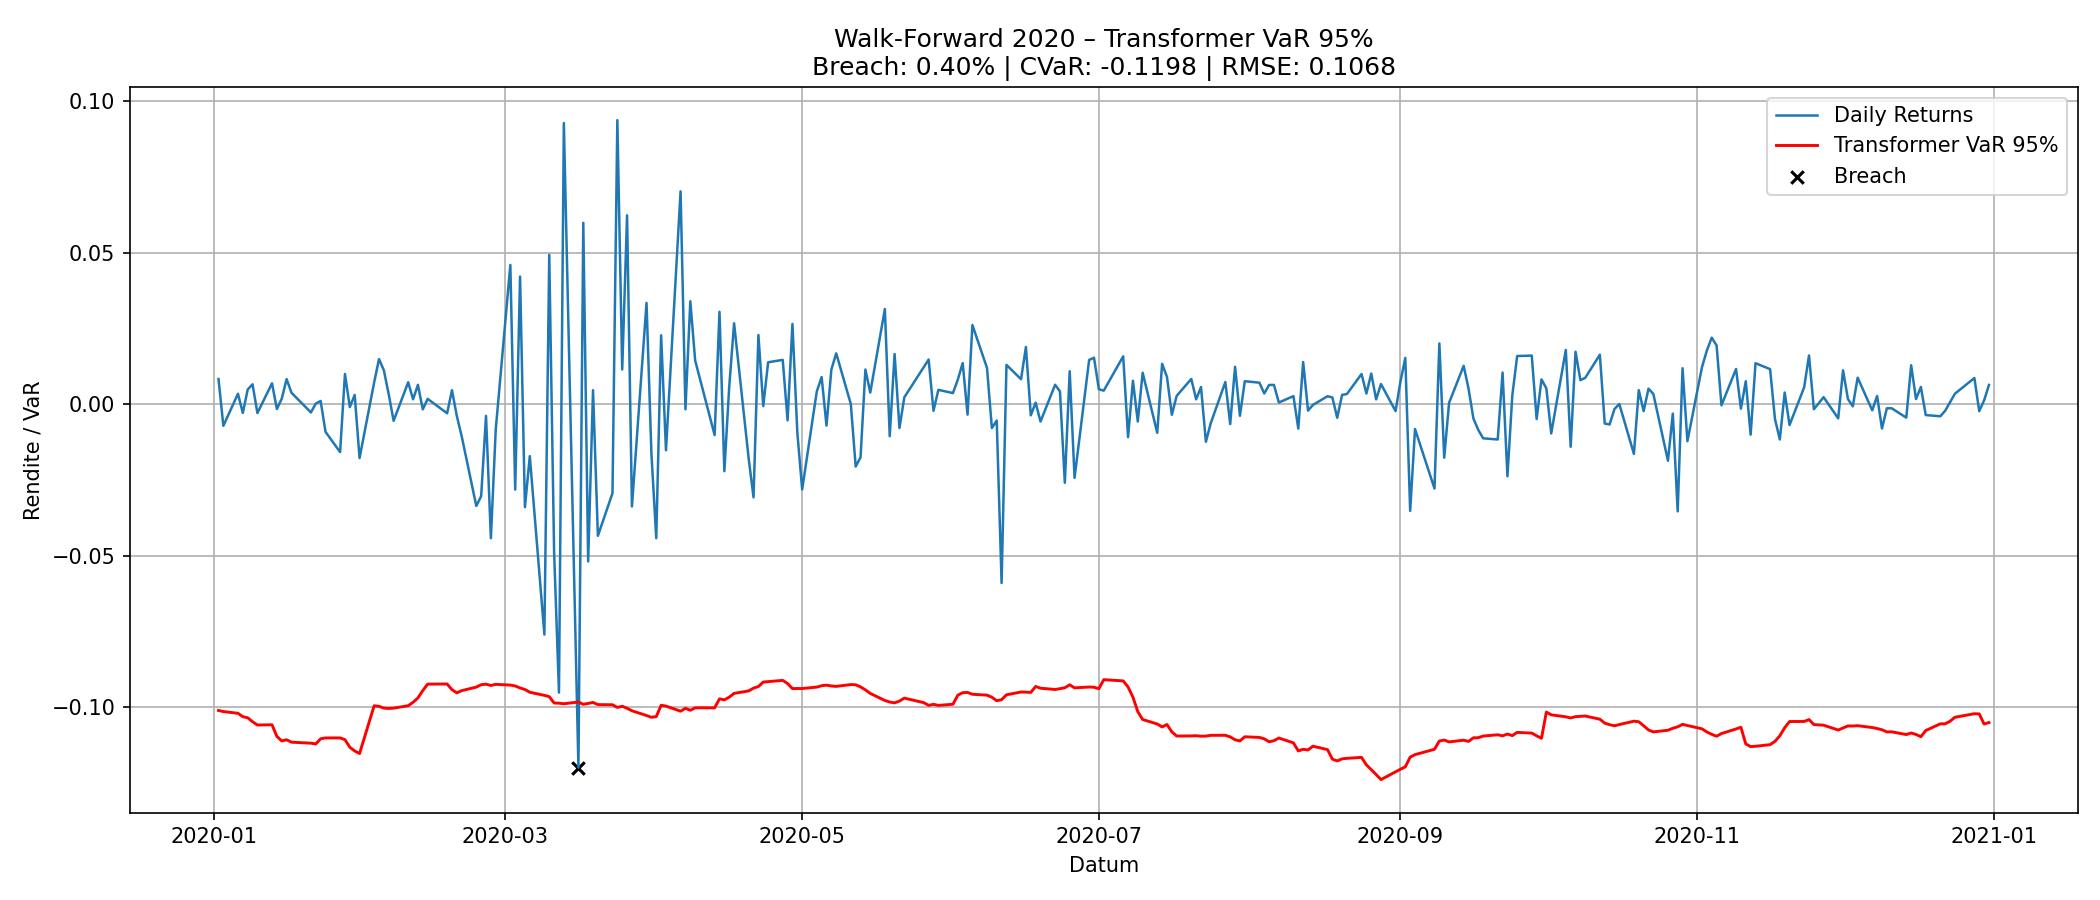 Walk-Forward 2020 – Transformer VaR 95%
Breach: 0.40% | CVaR: -0.1198 | RMSE: 0.1068
Daily Returns
Transformer VaR 95%
Breach
Rendite / VaR
0.10
0.05
0.00
−0.05
−0.10
2020-01
2020-03
2020-05
2020-07
2020-09
2020-11
2021-01
Datum